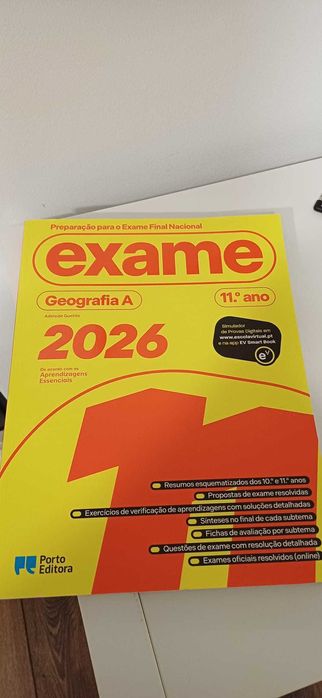 Preparação para o Exame Final Nacional
exame
Geografia A
11.º ano
Adelaide Queirós
2026
De acordo com as
Aprendizagens
Essenciais
Simulador
de Provas Digitais em
www.escolavirtual.pt
e na app EV Smart Book
eV
11
Resumos esquematizados dos 10.º e 11.º anos
Propostas de exame resolvidas
Exercícios de verificação de aprendizagens com soluções detalhadas
Sínteses no final de cada subtema
Fichas de avaliação por subtema
Questões de exame com resolução detalhada
Exames oficiais resolvidos (online)
Porto
Editora